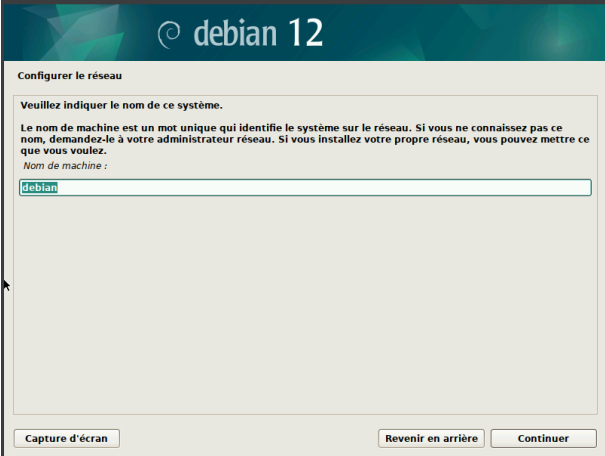 debian 12
Configurer le réseau
Veuillez indiquer le nom de ce système.
Le nom de machine est un mot unique qui identifie le système sur le réseau. Si vous ne connaissez pas ce
nom, demandez-le à votre administrateur réseau. Si vous installez votre propre réseau, vous pouvez mettre ce
que vous voulez.
Nom de machine :
debian
Capture d'écran
Revenir en arrière
Continuer